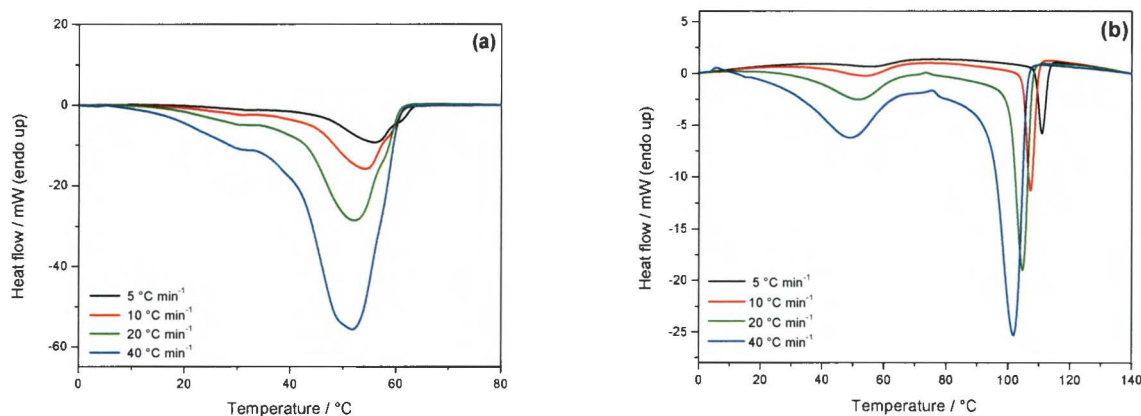 (a)
20
0
-20
-40
-60
Heat flow / mW (endo up)
5 °C min⁻¹
10 °C min⁻¹
20 °C min⁻¹
40 °C min⁻¹
0 20 40 60 80
Temperature / °C
(b)
5
0
-5
-10
-15
-20
-25
Heat flow / mW (endo up)
5 °C min⁻¹
10 °C min⁻¹
20 °C min⁻¹
40 °C min⁻¹
0 20 40 60 80 100 120 140
Temperature / °C